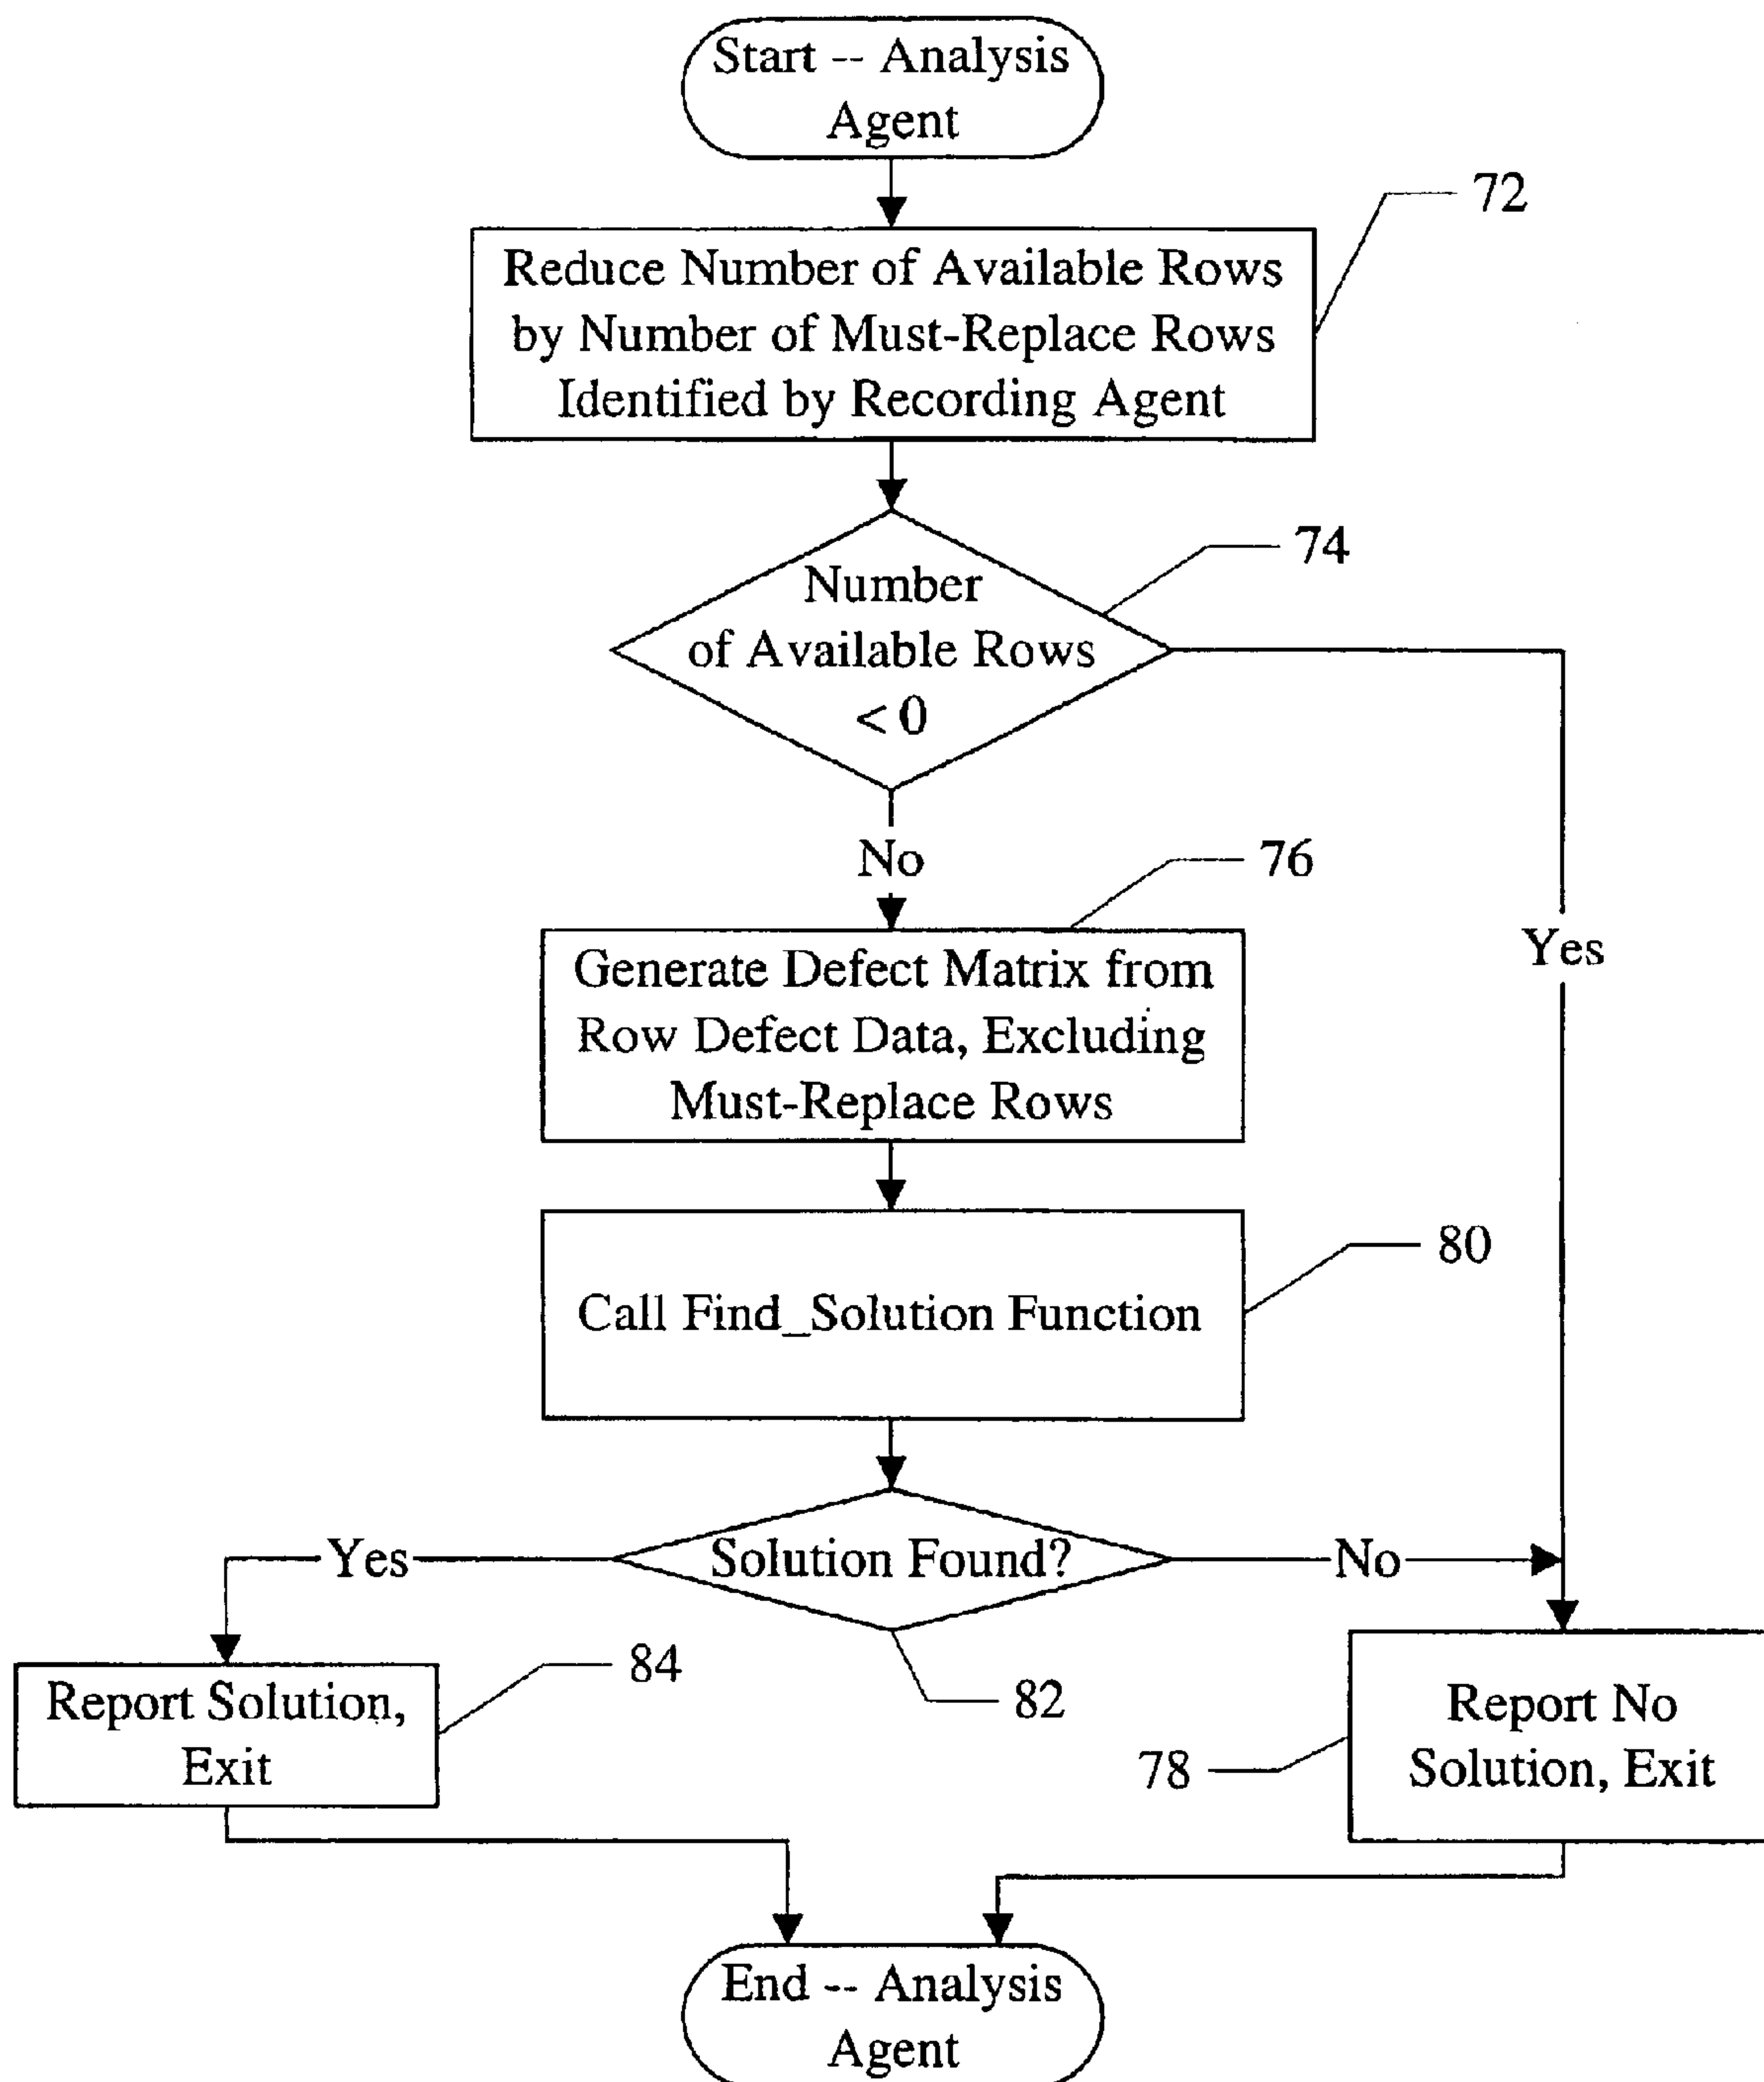 Start -- Analysis
Agent
72
Reduce Number of Available Rows
by Number of Must-Replace Rows
Identified by Recording Agent
74
Number
of Available Rows
< 0
No
76
Yes
Generate Defect Matrix from
Row Defect Data, Excluding
Must-Replace Rows
80
Call Find_Solution Function
Yes
Solution Found?
No
84
Report Solution,
Exit
82
78
Report No
Solution, Exit
End -- Analysis
Agent